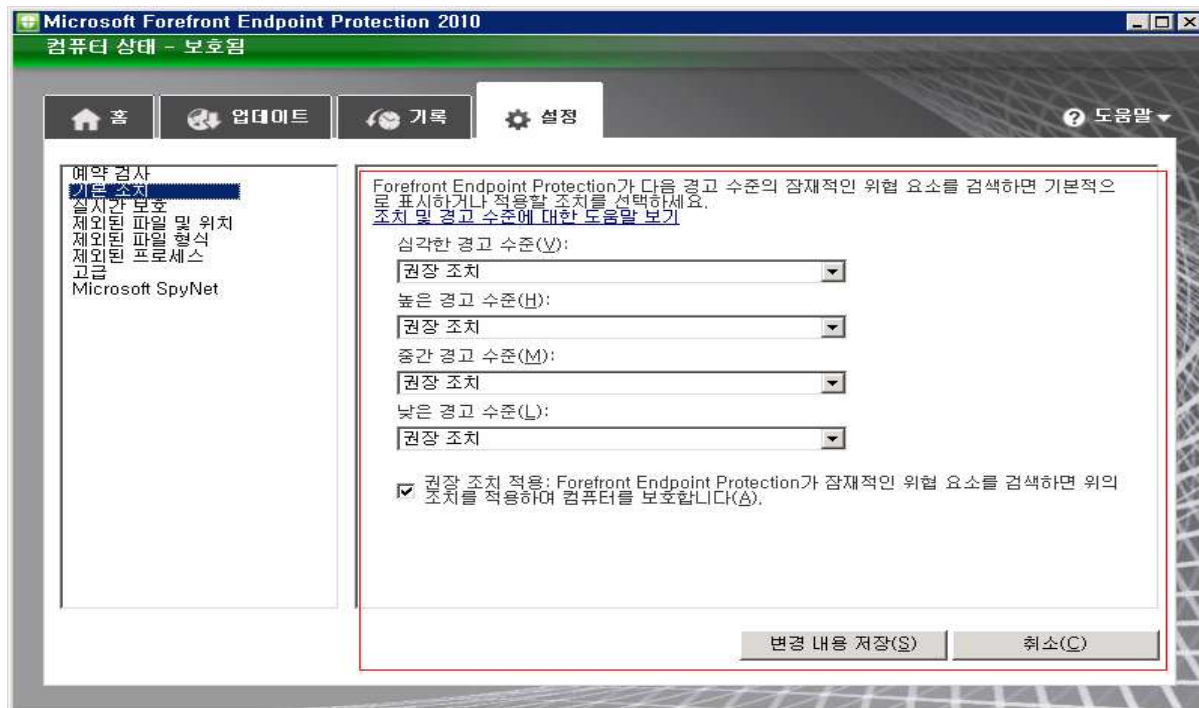 Microsoft Forefront Endpoint Protection 2010
컴퓨터 상태 - 보호됨
홈
업데이트
기록
설정
도움말
예약 검사
기본 조치
실시간 보호
제외된 파일 및 위치
제외된 파일 형식
제외된 프로세스
고급
Microsoft SpyNet
Forefront Endpoint Protection가 다음 경고 수준의 잠재적인 위협 요소를 검색하면 기본적으
로 표시하거나 적용할 조치를 선택하세요.
조치 및 경고 수준에 대한 도움말 보기
심각한 경고 수준(V):
권장 조치
높은 경고 수준(H):
권장 조치
중간 경고 수준(M):
권장 조치
낮은 경고 수준(L):
권장 조치
권장 조치 적용: Forefront Endpoint Protection가 잠재적인 위협 요소를 검색하면 위의
조치를 적용하여 컴퓨터를 보호합니다(A).
변경 내용 저장(S)
취소(C)